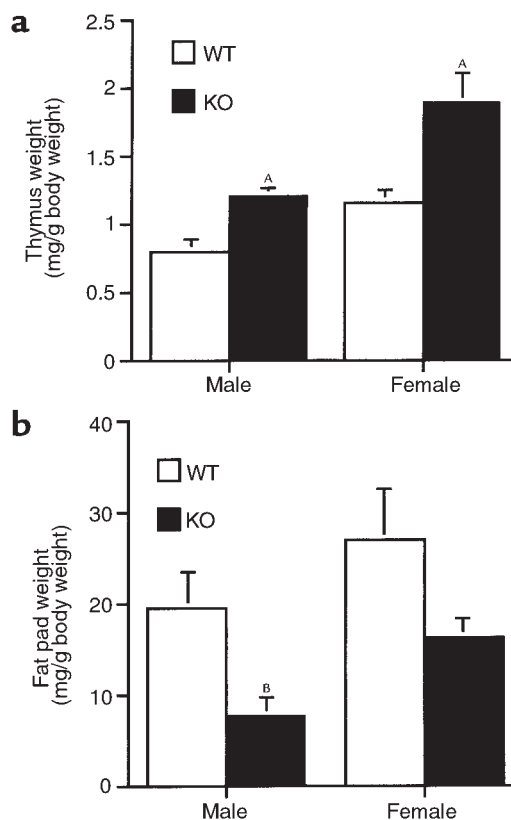 a
Thymus weight
(mg/g body weight)
2.5
2
1.5
1
0.5
0
WT
KO
A
A
Male
Female
b
Fat pad weight
(mg/g body weight)
40
30
20
10
0
WT
KO
B
Male
Female